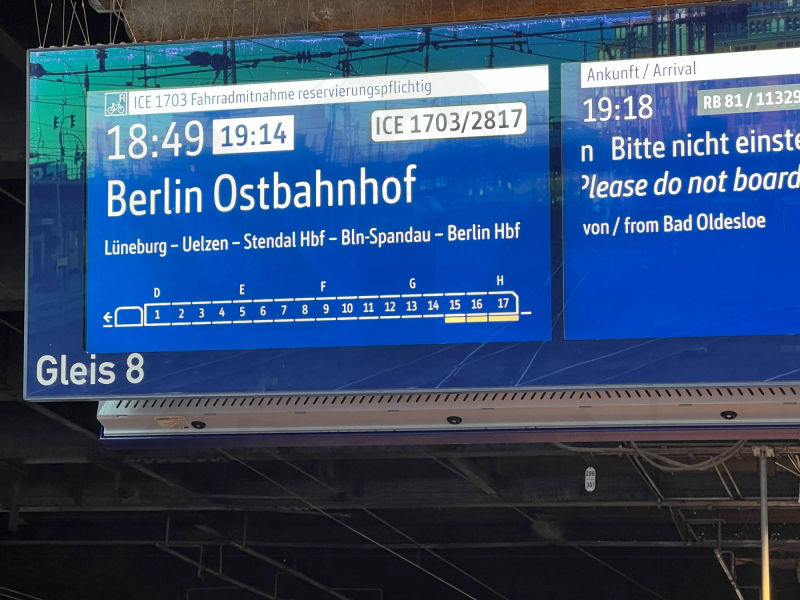 R ICE 1703 Fahrradmitnahme reservierungspflichtig
18:49 19:14 ICE 1703/2817
Berlin Ostbahnhof
Lüneburg – Uelzen – Stendal Hbf – Bln-Spandau – Berlin Hbf
D E F G H
1 2 3 4 5 6 7 8 9 10 11 12 13 14 15 16 17
Gleis 8
Ankunft / Arrival
19:18 RB 81 / 11329
n Bitte nicht einste
Please do not board
von / from Bad Oldesloe